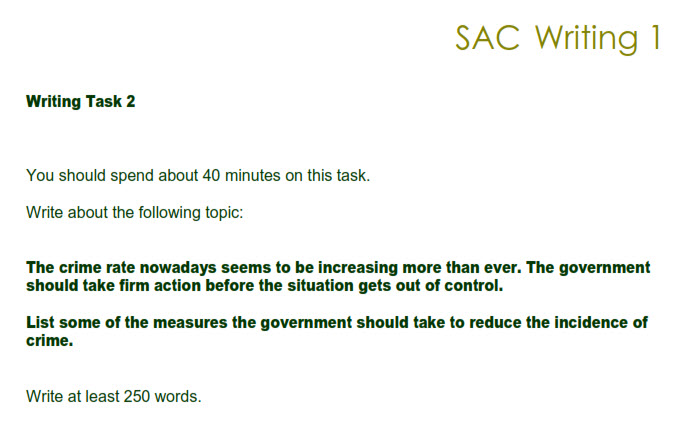 SAC Writing 1
Writing Task 2
You should spend about 40 minutes on this task.
Write about the following topic:
The crime rate nowadays seems to be increasing more than ever. The government
should take firm action before the situation gets out of control.
List some of the measures the government should take to reduce the incidence of
crime.
Write at least 250 words.